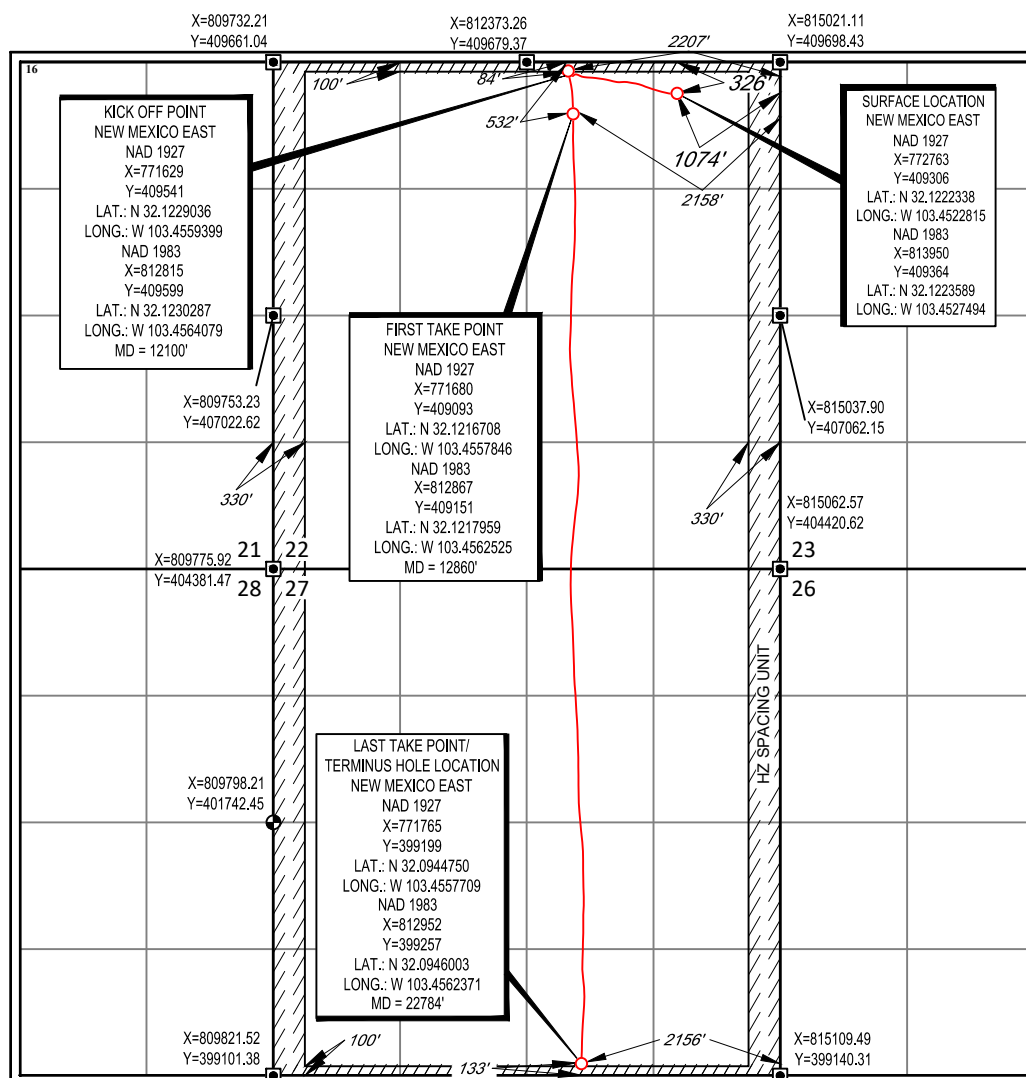 X=809732.21
Y=409661.04
X=812373.26
Y=409679.37
2207'
X=815021.11
Y=409698.43
16
100'
84'
326'
532'
1074'
2158'
KICK OFF POINT
NEW MEXICO EAST
NAD 1927
X=771629
Y=409541
LAT.: N 32.1229036
LONG.: W 103.4559399
NAD 1983
X=812815
Y=409599
LAT.: N 32.1230287
LONG.: W 103.4564079
MD = 12100'
SURFACE LOCATION
NEW MEXICO EAST
NAD 1927
X=772763
Y=409306
LAT.: N 32.1222338
LONG.: W 103.4522815
NAD 1983
X=813950
Y=409364
LAT.: N 32.1223589
LONG.: W 103.4527494
FIRST TAKE POINT
NEW MEXICO EAST
NAD 1927
X=771680
Y=409093
LAT.: N 32.1216708
LONG.: W 103.4557846
NAD 1983
X=812867
Y=409151
LAT.: N 32.1217959
LONG.: W 103.4562525
MD = 12860'
X=809753.23
Y=407022.62
X=815037.90
Y=407062.15
330'
330'
X=815062.57
Y=404420.62
X=809775.92
Y=404381.47
21
22
28
27
23
26
HZ SPACING UNIT
LAST TAKE POINT/
TERMINUS HOLE LOCATION
NEW MEXICO EAST
NAD 1927
X=771765
Y=399199
LAT.: N 32.0944750
LONG.: W 103.4557709
NAD 1983
X=812952
Y=399257
LAT.: N 32.0946003
LONG.: W 103.4562371
MD = 22784'
X=809798.21
Y=401742.45
X=809821.52
Y=399101.38
100'
133'
2156'
X=815109.49
Y=399140.31